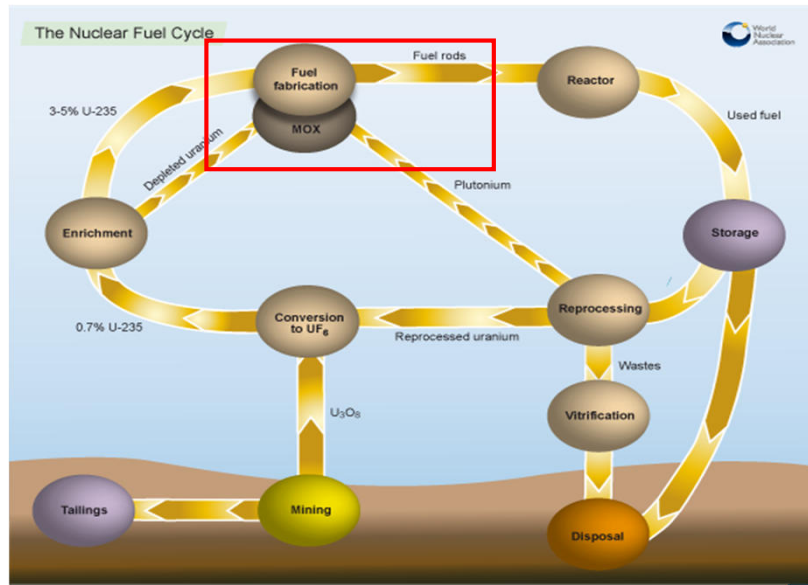 The Nuclear Fuel Cycle
World
Nuclear
Association
Fuel rods
Fuel
fabrication
Reactor
3-5% U-235
MOX
Used fuel
Depleted uranium
Plutonium
Enrichment
Storage
Reprocessing
Conversion
to UF₆
0.7% U-235
Reprocessed uranium
Wastes
U₃O₈
Vitrification
Tailings
Mining
Disposal